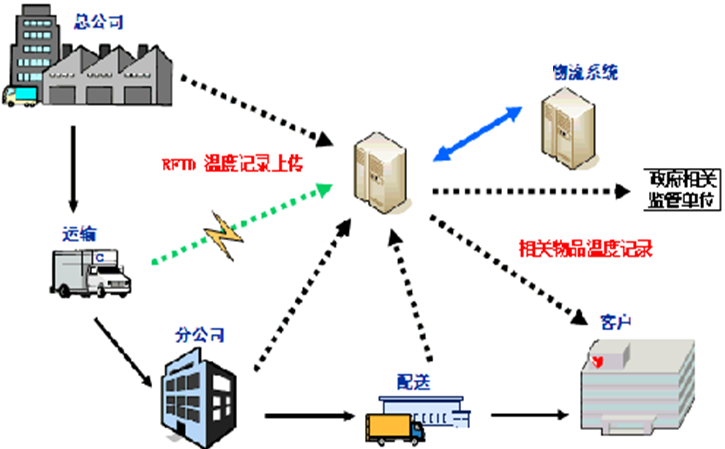 总公司
物流系统
RFID 温度记录上传
政府相关
监管单位
运输
相关物品温度记录
客户
分公司
配送